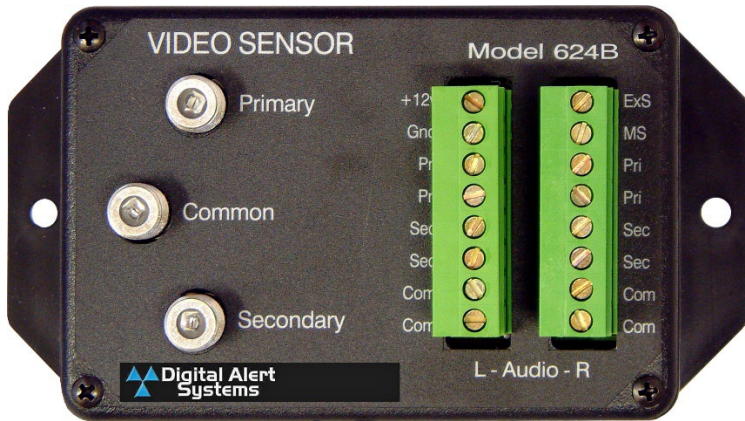 VIDEO SENSOR
Model 624B
Primary
Common
Secondary
+12v
Gnd
Pri
Pri
Sec
Sec
Com
Com
ExS
MS
Pri
Pri
Sec
Sec
Com
Com
L - Audio - R
Digital Alert
Systems